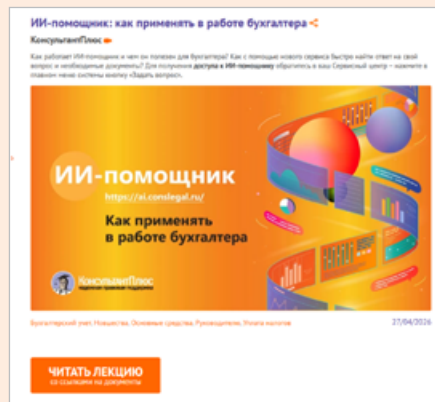 ИИ-помощник: как применять в работе бухгалтера
КонсультантПлюс
Как работает ИИ-помощник и чем он полезен для бухгалтера? Как с помощью нового сервиса быстро найти ответ на свой
вопрос и необходимые документы? Для получения доступа к ИИ-помощнику обратитесь в ваш Сервисный центр – нажмите в
главном меню системы кнопку «Задать вопрос».
ИИ-помощник
https://ai.conslegal.ru/
Как применять
в работе бухгалтера
КонсультантПлюс
надежная правовая поддержка
Бухгалтерский учет, Новшества, Основные средства, Руководителю, Уплата налогов
27/04/2026
ЧИТАТЬ ЛЕКЦИЮ
со ссылками на документы